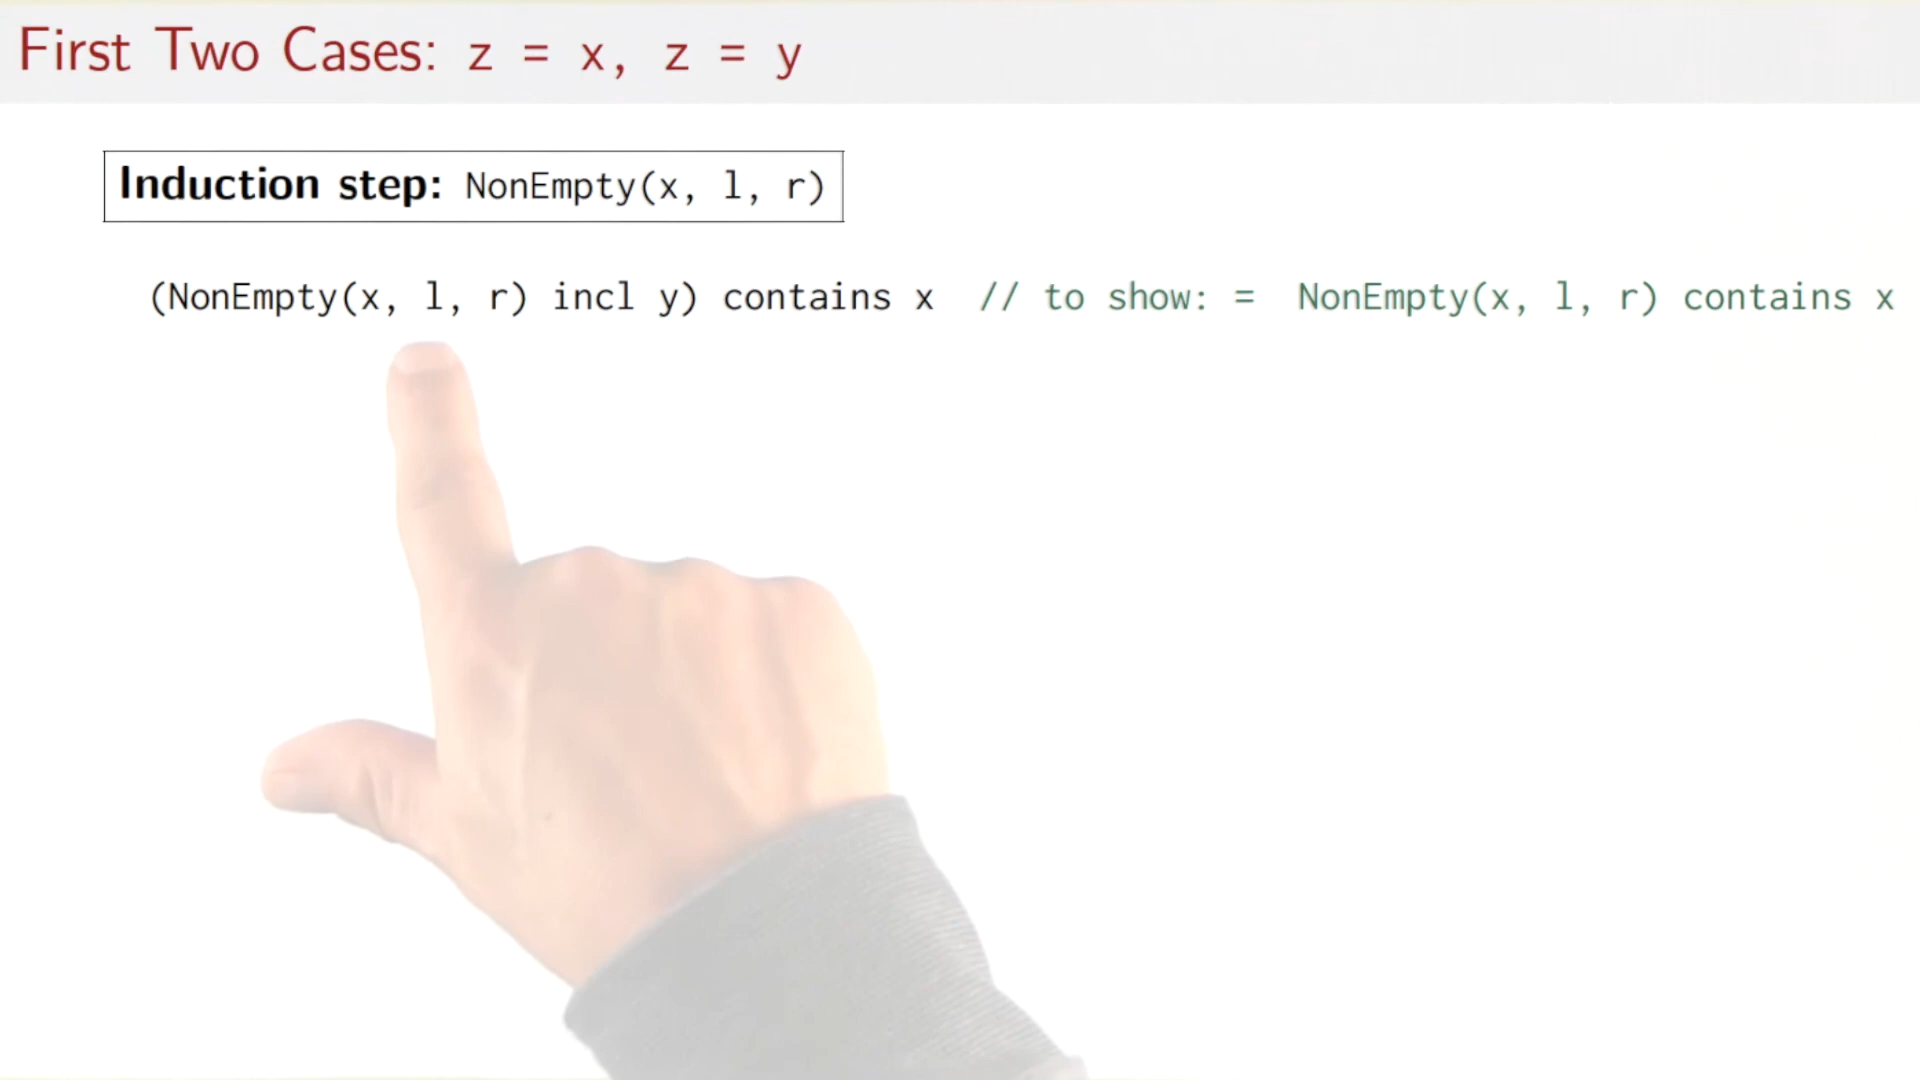 First Two Cases: z = x, z = y
Induction step: NonEmpty(x, l, r)
(NonEmpty(x, l, r) incl y) contains x // to show: = NonEmpty(x, l, r) contains x